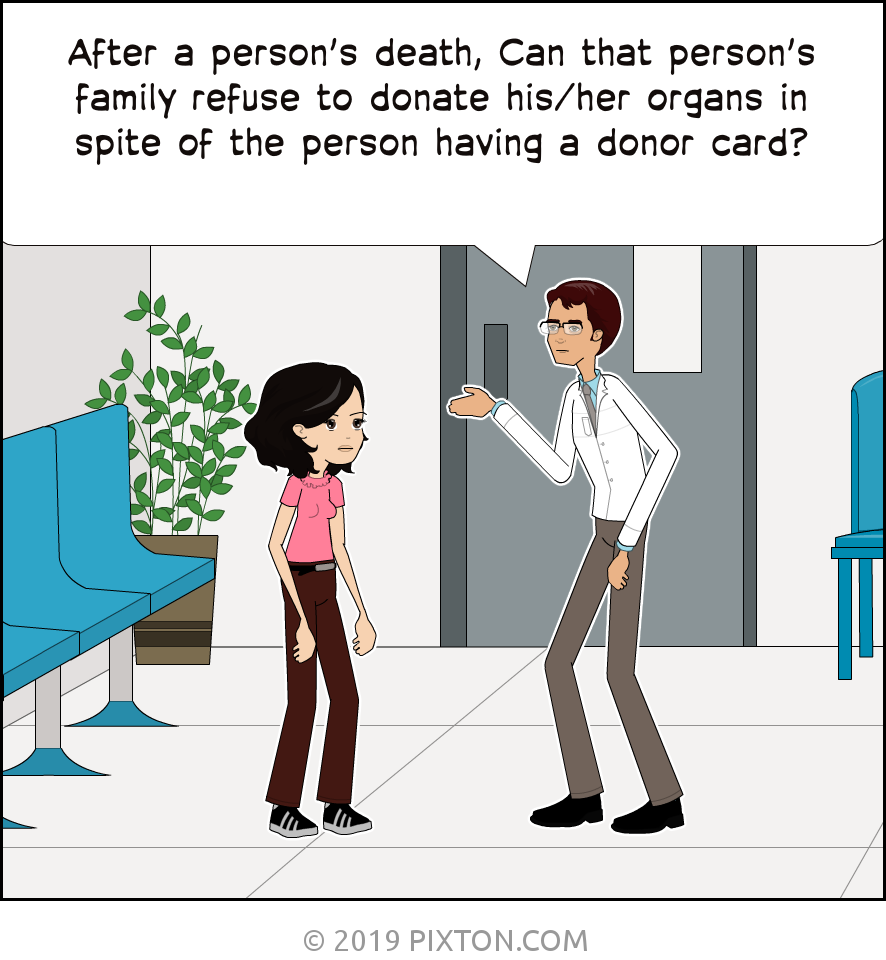 After a person's death, Can that person's
family refuse to donate his/her organs in
spite of the person having a donor card?
© 2019 PIXTON.COM